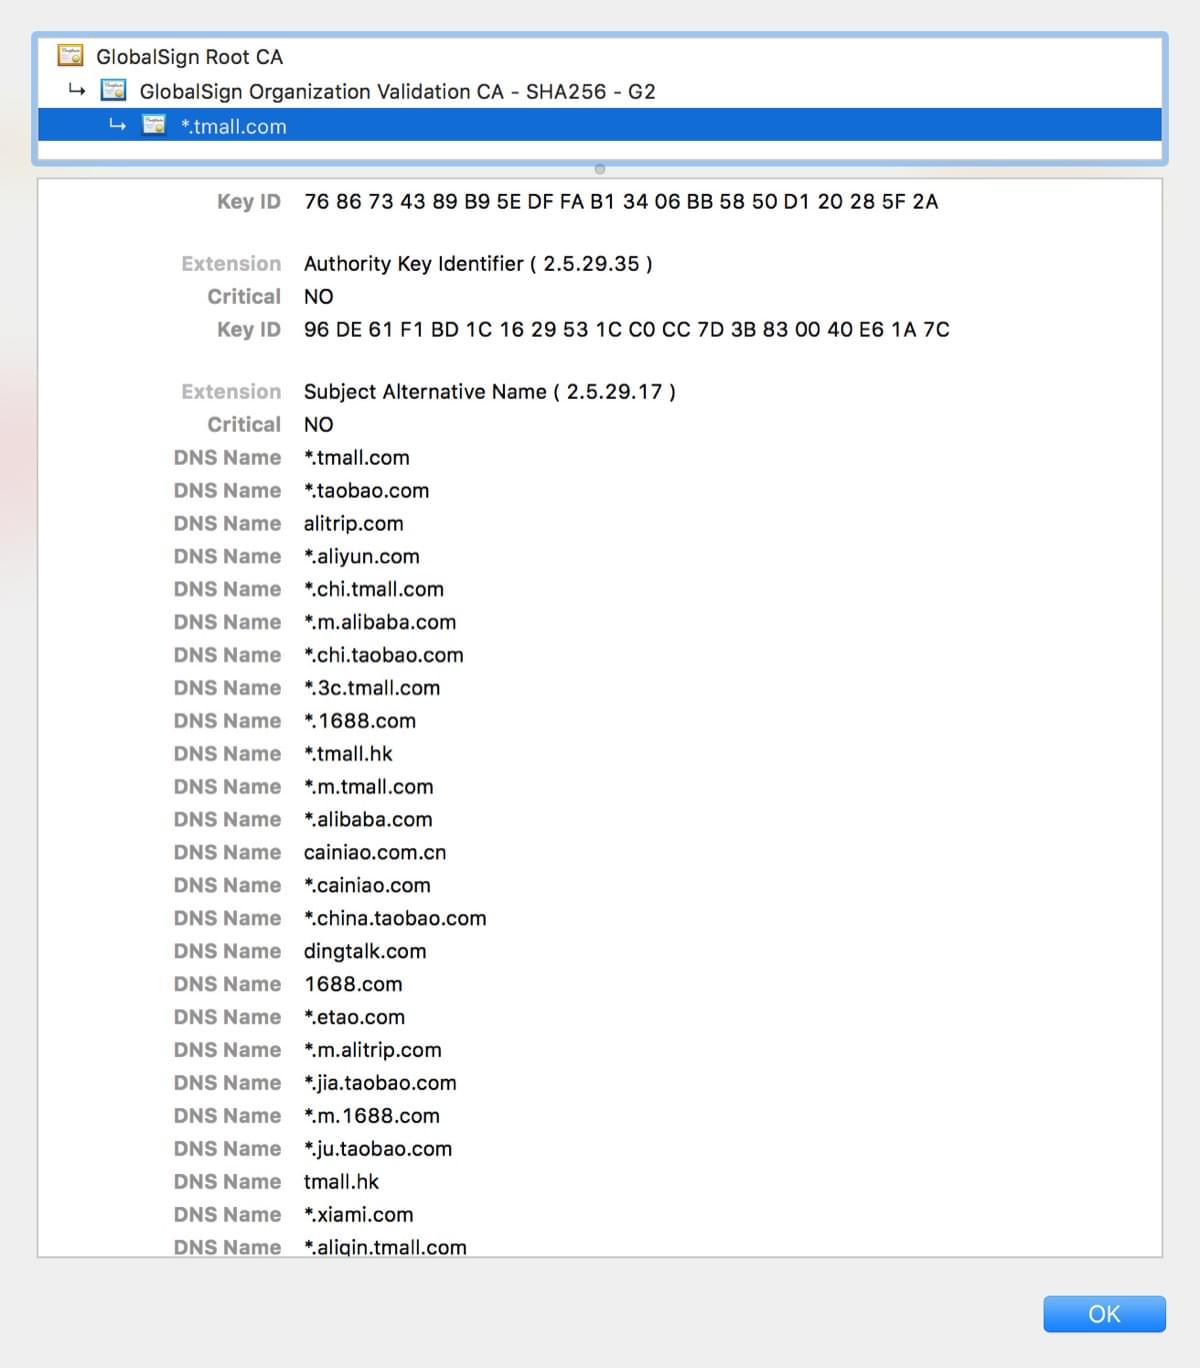 GlobalSign Root CA
GlobalSign Organization Validation CA - SHA256 - G2
*.tmall.com
Key ID 76 86 73 43 89 B9 5E DF FA B1 34 06 BB 58 50 D1 20 28 5F 2A
Extension Authority Key Identifier ( 2.5.29.35 )
Critical NO
Key ID 96 DE 61 F1 BD 1C 16 29 53 1C C0 CC 7D 3B 83 00 40 E6 1A 7C
Extension Subject Alternative Name ( 2.5.29.17 )
Critical NO
DNS Name *.tmall.com
DNS Name *.taobao.com
DNS Name alitrip.com
DNS Name *.aliyun.com
DNS Name *.chi.tmall.com
DNS Name *.m.alibaba.com
DNS Name *.chi.taobao.com
DNS Name *.3c.tmall.com
DNS Name *.1688.com
DNS Name *.tmall.hk
DNS Name *.m.tmall.com
DNS Name *.alibaba.com
DNS Name cainiao.com.cn
DNS Name *.cainiao.com
DNS Name *.china.taobao.com
DNS Name dingtalk.com
DNS Name 1688.com
DNS Name *.etao.com
DNS Name *.m.alitrip.com
DNS Name *.jia.taobao.com
DNS Name *.m.1688.com
DNS Name *.ju.taobao.com
DNS Name tmall.hk
DNS Name *.xiami.com
DNS Name *.aliqin.tmall.com
OK